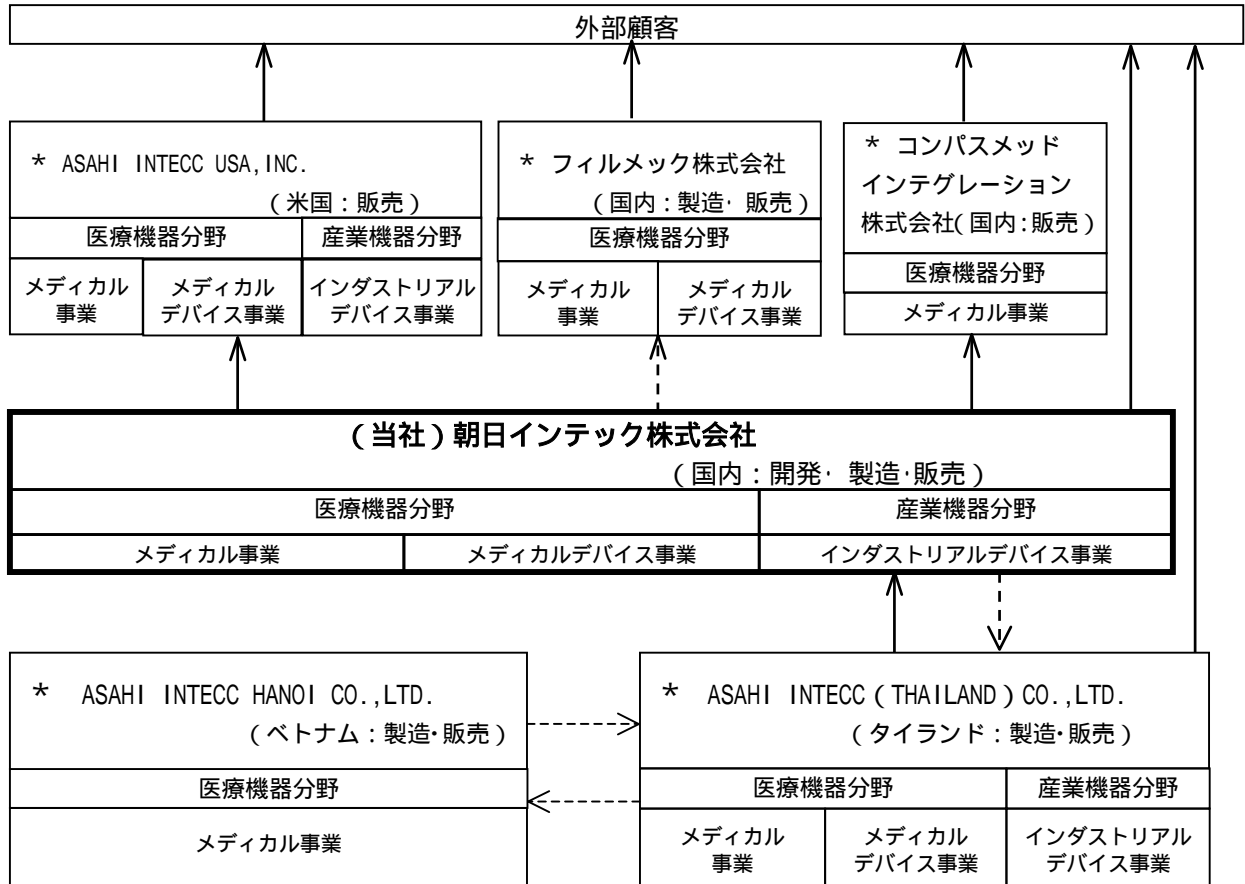 外部顧客
* ASAHI INTECC USA,INC.
(米国：販売)
医療機器分野
産業機器分野
メディカル
事業
メディカル
デバイス事業
インダストリアル
デバイス事業
* フィルメック株式会社
(国内：製造・販売)
医療機器分野
メディカル
事業
メディカル
デバイス事業
* コンパスメッド
インテグレーション
株式会社(国内：販売)
医療機器分野
メディカル事業
(当社)朝日インテック株式会社
(国内：開発・製造・販売)
医療機器分野
産業機器分野
メディカル事業
メディカルデバイス事業
インダストリアルデバイス事業
* ASAHI INTECC HANOI CO.,LTD.
(ベトナム：製造・販売)
医療機器分野
メディカル事業
* ASAHI INTECC(THAILAND)CO.,LTD.
(タイランド：製造・販売)
医療機器分野
産業機器分野
メディカル
事業
メディカル
デバイス事業
インダストリアル
デバイス事業